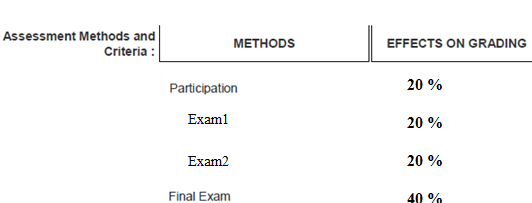 Assessment Methods and
Criteria :
METHODS EFFECTS ON GRADING
Participation 20 %
Exam1 20 %
Exam2 20 %
Final Exam 40 %